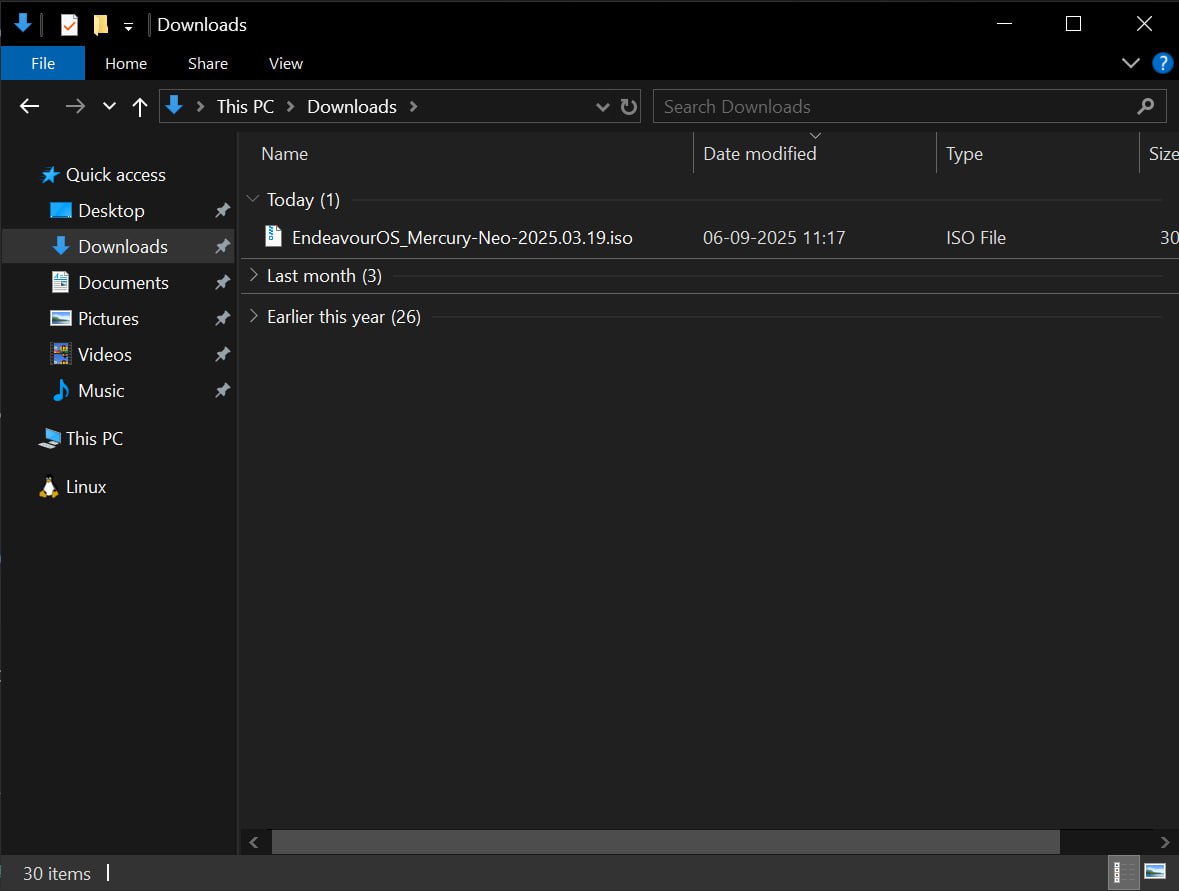 Downloads
File Home Share View
This PC Downloads
Search Downloads
Name Date modified Type Size
Quick access
Desktop
Downloads
Documents
Pictures
Videos
Music
This PC
Linux
Today (1)
EndeavourOS_Mercury-Neo-2025.03.19.iso 06-09-2025 11:17 ISO File 30
Last month (3)
Earlier this year (26)
30 items